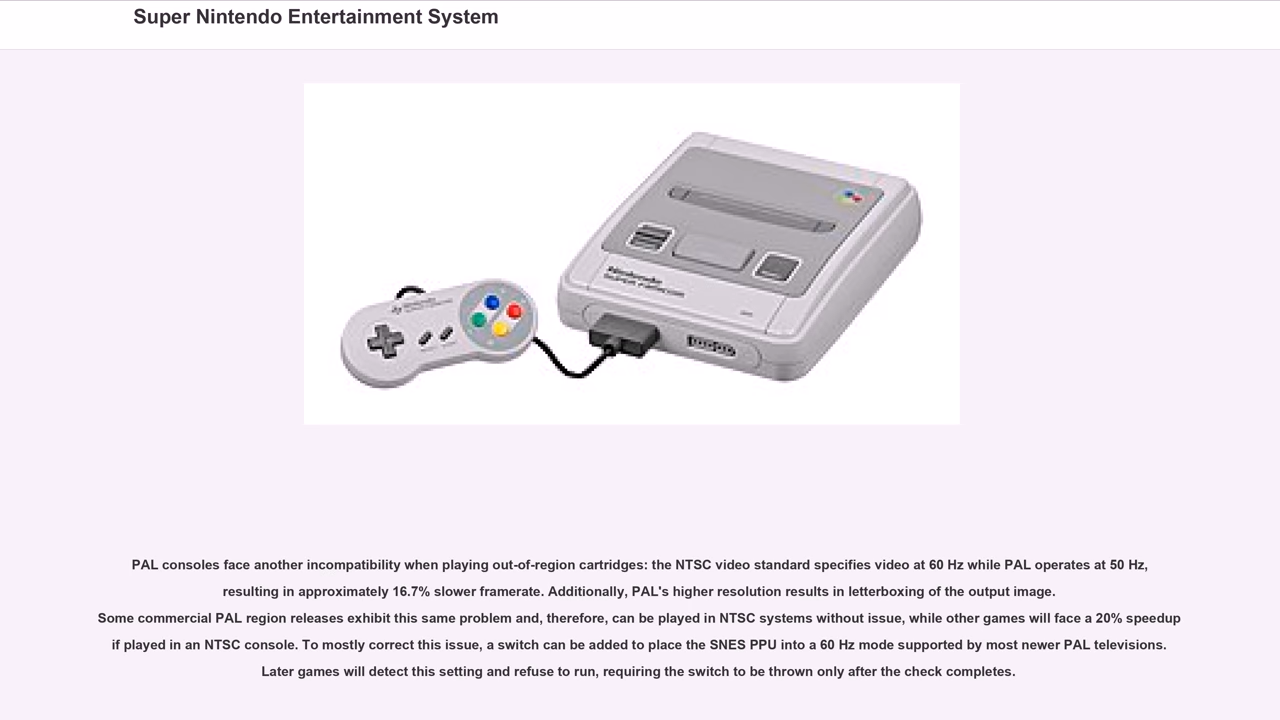 Super Nintendo Entertainment System
Nintendo
PAL consoles face another incompatibility when playing out-of-region cartridges: the NTSC video standard specifies video at 60 Hz while PAL operates at 50 Hz,
resulting in approximately 16.7% slower framerate. Additionally, PAL's higher resolution results in letterboxing of the output image.
Some commercial PAL region releases exhibit this same problem and, therefore, can be played in NTSC systems without issue, while other games will face a 20% speedup
if played in an NTSC console. To mostly correct this issue, a switch can be added to place the SNES PPU into a 60 Hz mode supported by most newer PAL televisions.
Later games will detect this setting and refuse to run, requiring the switch to be thrown only after the check completes.